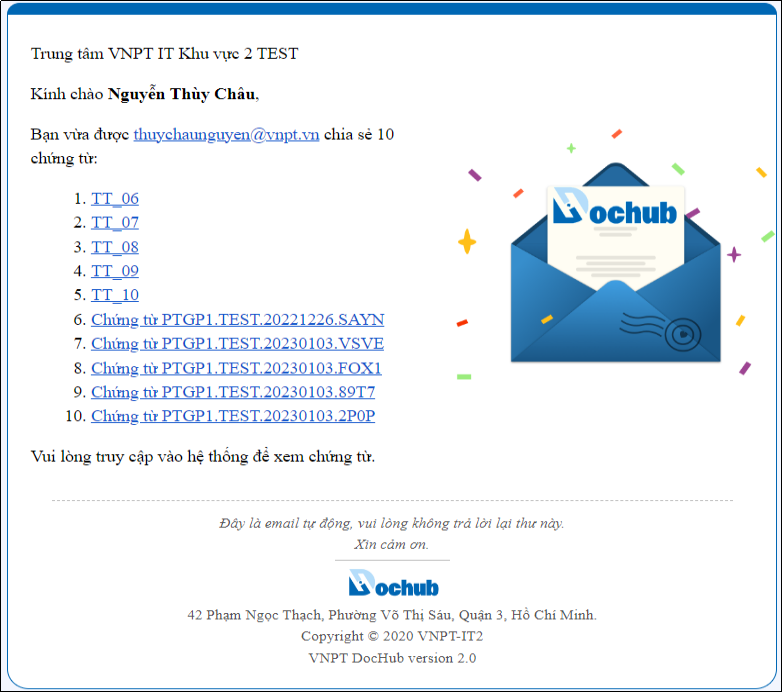 Trung tâm VNPT IT Khu vực 2 TEST
Kính chào Nguyễn Thùy Châu,
Bạn vừa được thuychaunguyen@vnpt.vn chia sẻ 10
chứng từ:
1. TT_06
2. TT_07
3. TT_08
4. TT_09
5. TT_10
6. Chứng từ PTGP1.TEST.20221226.SAYN
7. Chứng từ PTGP1.TEST.20230103.VSVE
8. Chứng từ PTGP1.TEST.20230103.FOX1
9. Chứng từ PTGP1.TEST.20230103.89T7
10. Chứng từ PTGP1.TEST.20230103.2P0P
Vui lòng truy cập vào hệ thống để xem chứng từ.
Dochub
Đây là email tự động, vui lòng không trả lời lại thư này.
Xin cảm ơn.
Dochub
42 Phạm Ngọc Thạch, Phường Võ Thị Sáu, Quận 3, Hồ Chí Minh.
Copyright © 2020 VNPT-IT2
VNPT DocHub version 2.0